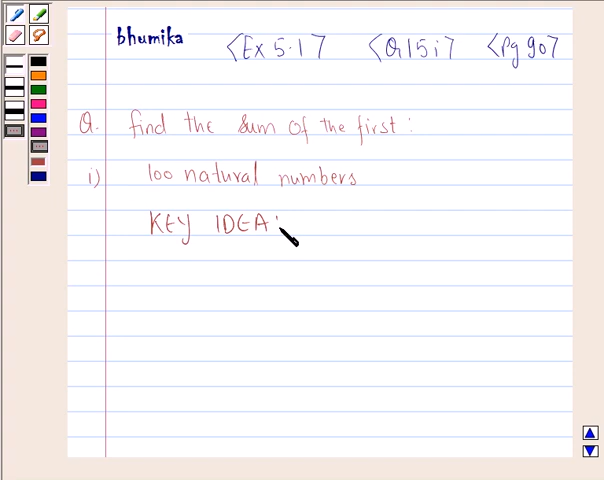 bhumika <Ex 5.1> <Q15i> <Pg 90>
Q. find the sum of the first :
i) 100 natural numbers
KEY IDEA: